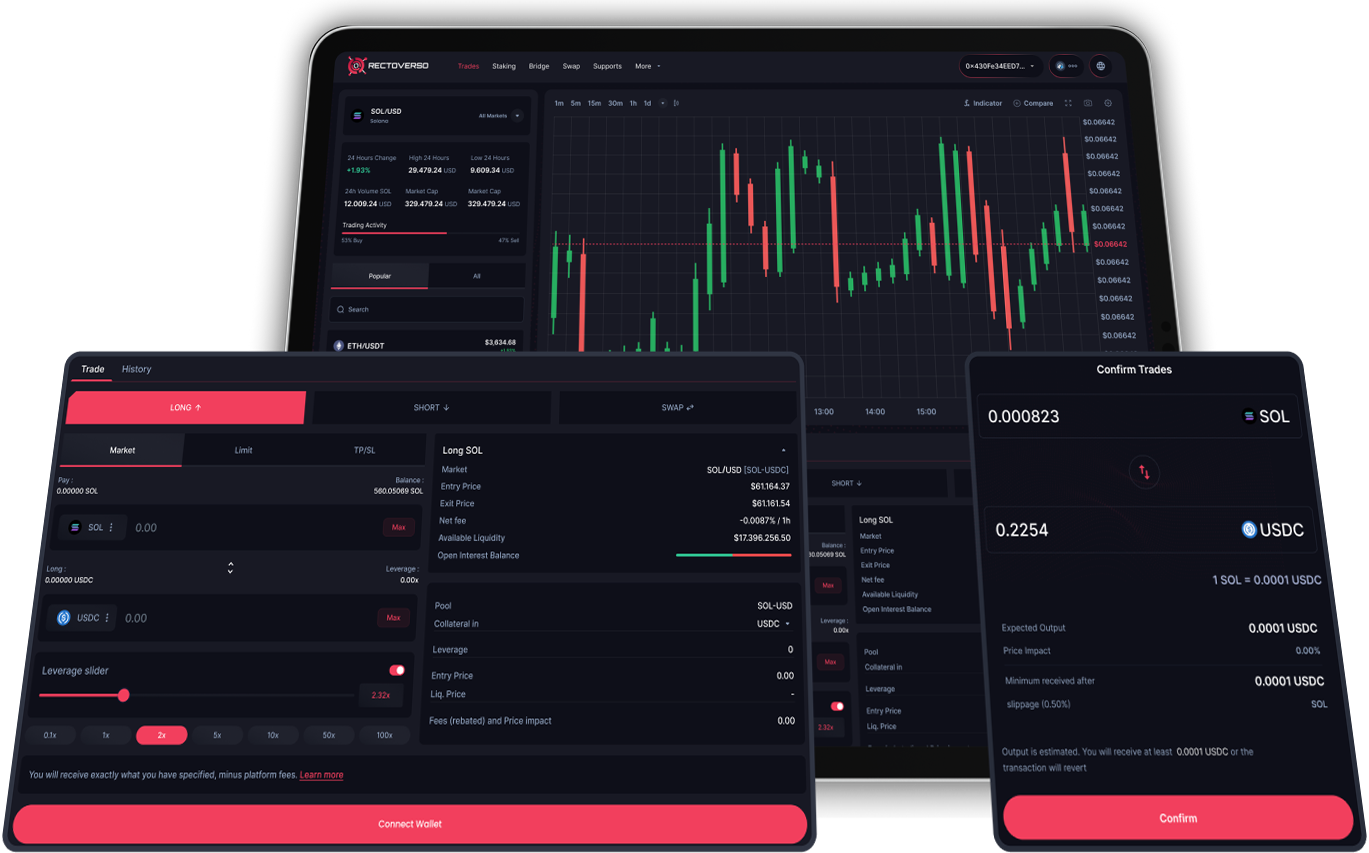 RECTOVERSO
Trades Staking Bridge Swap Supports More
0x430Fe34EED7...
SOL/USD
Solana
All Markets
24 Hours Change High 24 Hours Low 24 Hours
+1.93% 29.479.24 USD 9.609.34 USD
24h Volume SOL Market Cap Market Cap
12.009.24 USD 329.479.24 USD 329.479.24 USD
Trading Activity
53% Buy 47% Sell
Popular All
Search
ETH/USDT $3,634.68
1m 5m 15m 30m 1h 1d
Indicator Compare
$0.06642
$0.06642
$0.06642
$0.06642
$0.06642
$0.06642
$0.06642
$0.06642
$0.06642
$0.06642
$0.06642
$0.06642
$0.06642
13:00 14:00 15:00
Trade History
LONG SHORT SWAP
Market Limit TP/SL
Pay : Balance :
0.00000 SOL 560.05069 SOL
SOL 0.00 Max
Long : Leverage :
0.00000 USDC 0.00x
USDC 0.00 Max
Leverage slider
2.32x
0.1x 1x 2x 5x 10x 50x 100x
Long SOL
Market SOL/USD [SOL-USDC]
Entry Price $61.164.37
Exit Price $61.161.54
Net fee -0.0087% / 1h
Available Liquidity $17.396.256.50
Open Interest Balance
Pool SOL-USD
Collateral in USDC
Leverage 0
Entry Price 0.00
Liq. Price -
Fees (rebated) and Price impact 0.00
You will receive exactly what you have specified, minus platform fees. Learn more
Connect Wallet
SHORT
Balance :
60.05069 SOL
Max
Leverage :
0.00x
Max
2.32x
Long SOL
Market
Entry Price
Exit Price
Net fee
Available Liquidity
Open Interest Balance
Pool
Collateral in
Leverage
Entry Price
Liq. Price
Confirm Trades
0.000823 SOL
0.2254 USDC
1 SOL = 0.0001 USDC
Expected Output 0.0001 USDC
Price Impact 0.00%
Minimum received after 0.0001 USDC
slippage (0.50%) SOL
Output is estimated. You will receive at least 0.0001 USDC or the
transaction will revert
Confirm